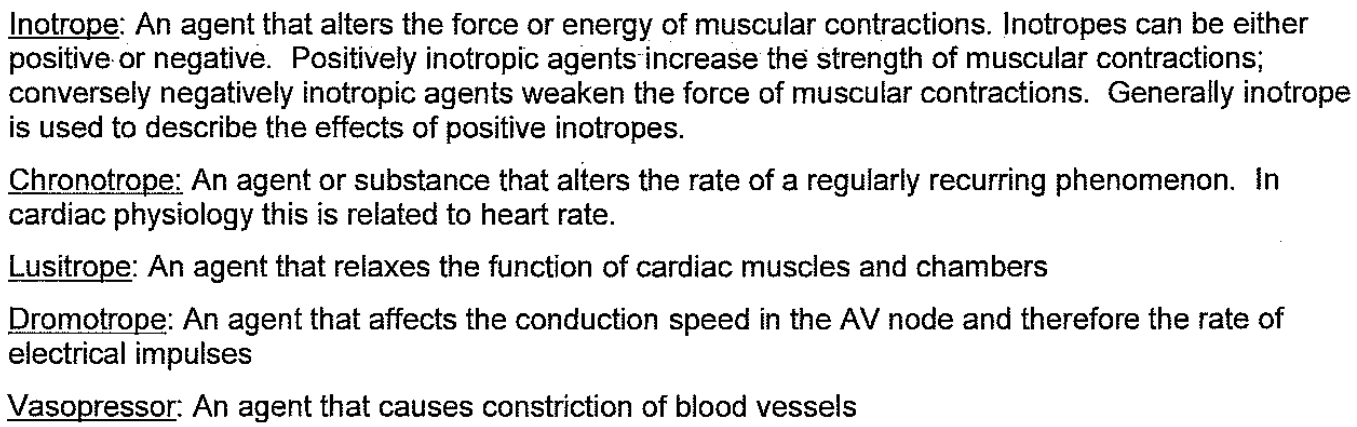 Inotrope: An agent that alters the force or energy of muscular contractions. Inotropes can be either
positive or negative.  Positively inotropic agents increase the strength of muscular contractions;
conversely negatively inotropic agents weaken the force of muscular contractions.  Generally inotrope
is used to describe the effects of positive inotropes.
Chronotrope: An agent or substance that alters the rate of a regularly recurring phenomenon.  In
cardiac physiology this is related to heart rate.
Lusitrope: An agent that relaxes the function of cardiac muscles and chambers
Dromotrope: An agent that affects the conduction speed in the AV node and therefore the rate of
electrical impulses
Vasopressor: An agent that causes constriction of blood vessels